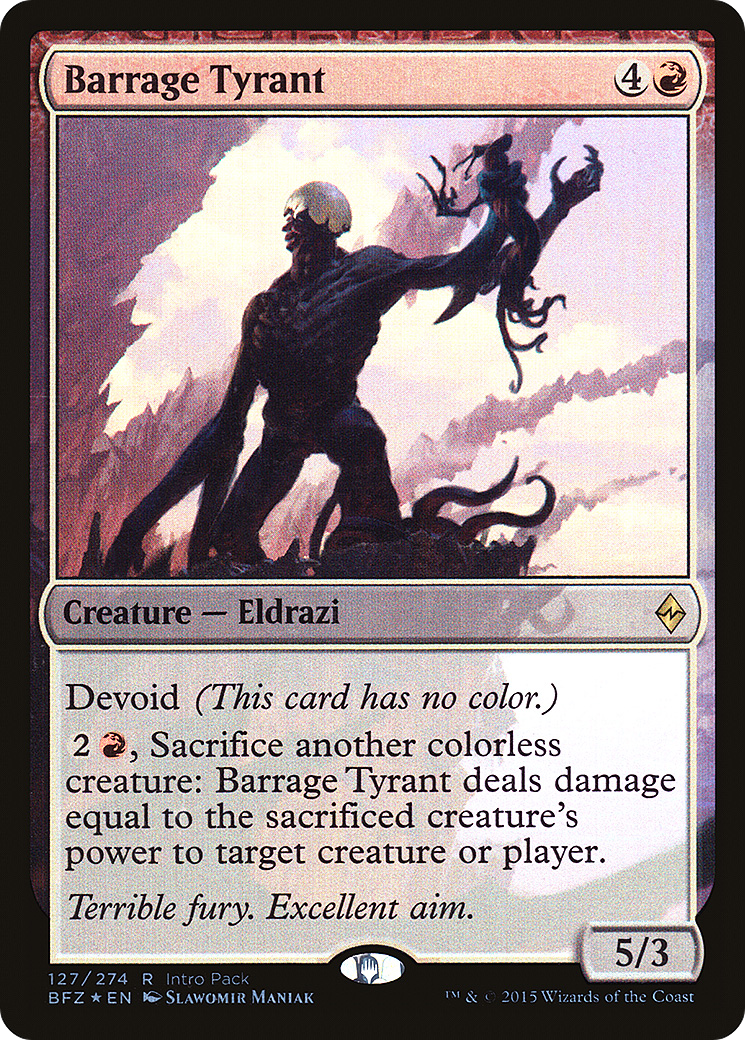 Barrage Tyrant 4
Creature — Eldrazi
Devoid (This card has no color.)
2 , Sacrifice another colorless
creature: Barrage Tyrant deals damage
equal to the sacrificed creature's
power to target creature or player.
Terrible fury. Excellent aim.
5/3
127/274 R Intro Pack
BFZ ★ EN Slawomir Maniak
™ & © 2015 Wizards of the Coast